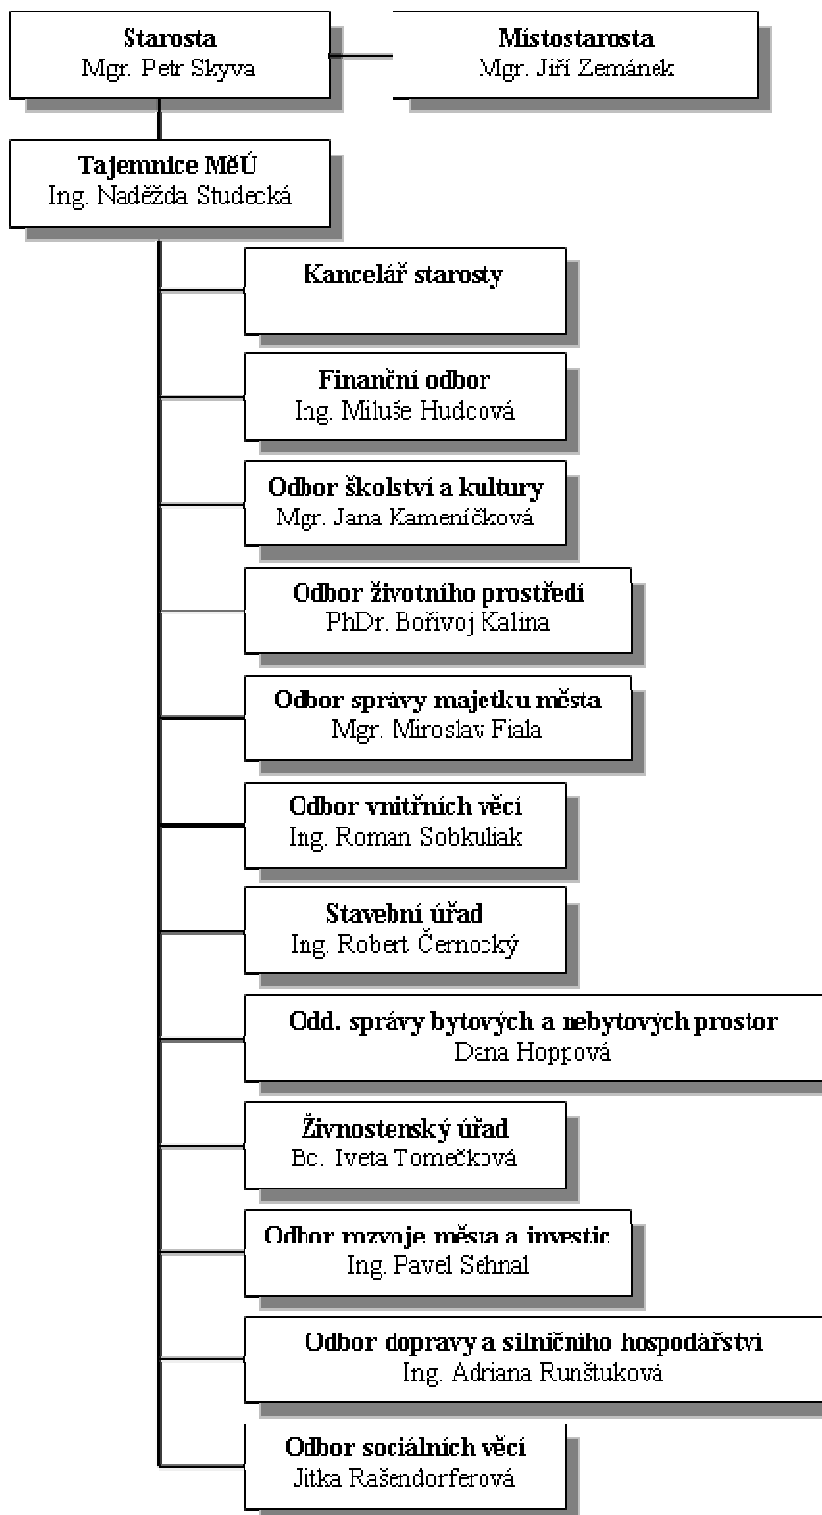 Starosta
Mgr. Petr Skyva
Místostarosta
Mgr. Jiří Zemánek
Tajemnice MěÚ
Ing. Naděžda Studecká
Kancelář starosty
Finanční odbor
Ing. Miluše Hudcová
Odbor školství a kultury
Mgr. Jana Kameníčková
Odbor životního prostředí
PhDr. Bořivoj Kalina
Odbor správy majetku města
Mgr. Miroslav Fiala
Odbor vnitřních věcí
Ing. Roman Sobkuliak
Stavební úřad
Ing. Robert Černocký
Odd. správy bytových a nebytových prostor
Dana Hoppová
Živnostenský úřad
Bc. Iveta Tomečková
Odbor rozvoje města a investic
Ing. Pavel Sehnal
Odbor dopravy a silničního hospodářství
Ing. Adriana Runštuková
Odbor sociálních věcí
Jitka Rašendorferová